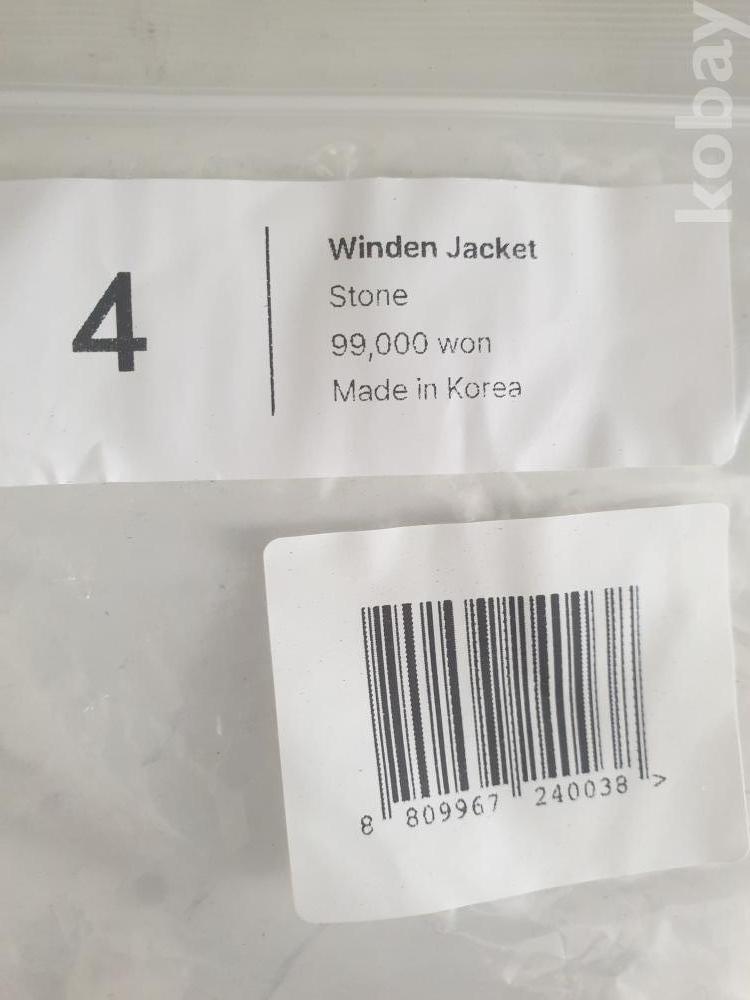 kobay
4
Winden Jacket
Stone
99,000 won
Made in Korea
8 809967 240038 >